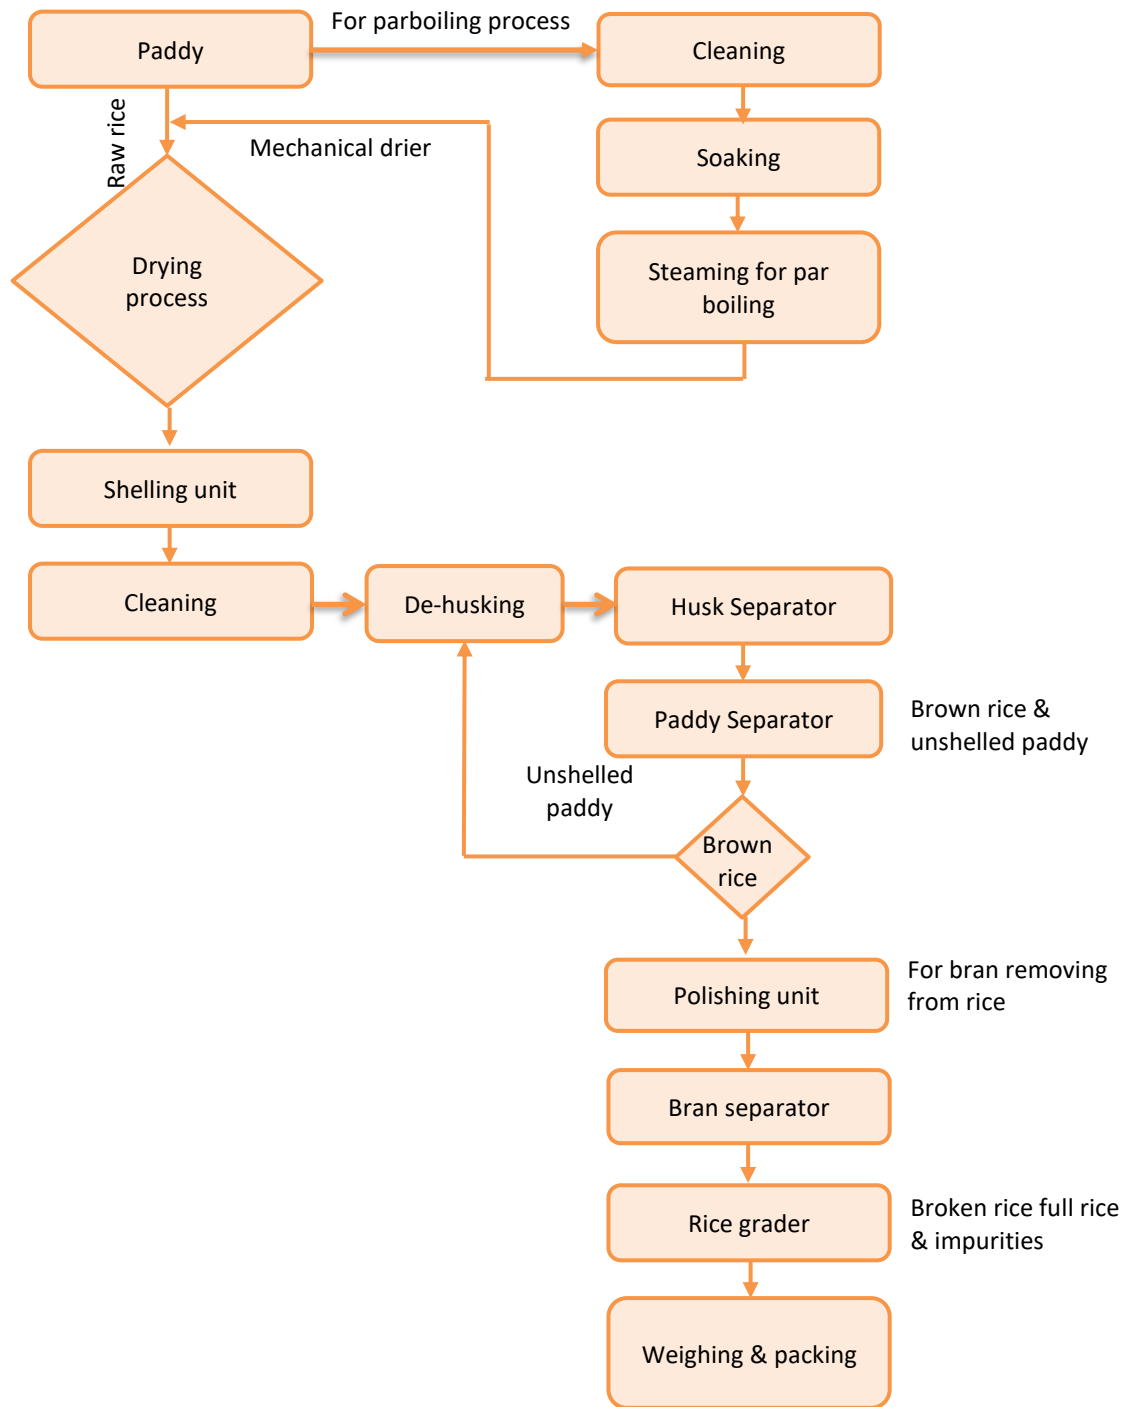 For parboiling process
Paddy
Cleaning
Raw rice
Mechanical drier
Soaking
Drying
process
Steaming for par
boiling
Shelling unit
Cleaning
De-husking
Husk Separator
Paddy Separator
Brown rice &
unshelled paddy
Unshelled
paddy
Brown
rice
Polishing unit
For bran removing
from rice
Bran separator
Rice grader
Broken rice full rice
& impurities
Weighing & packing